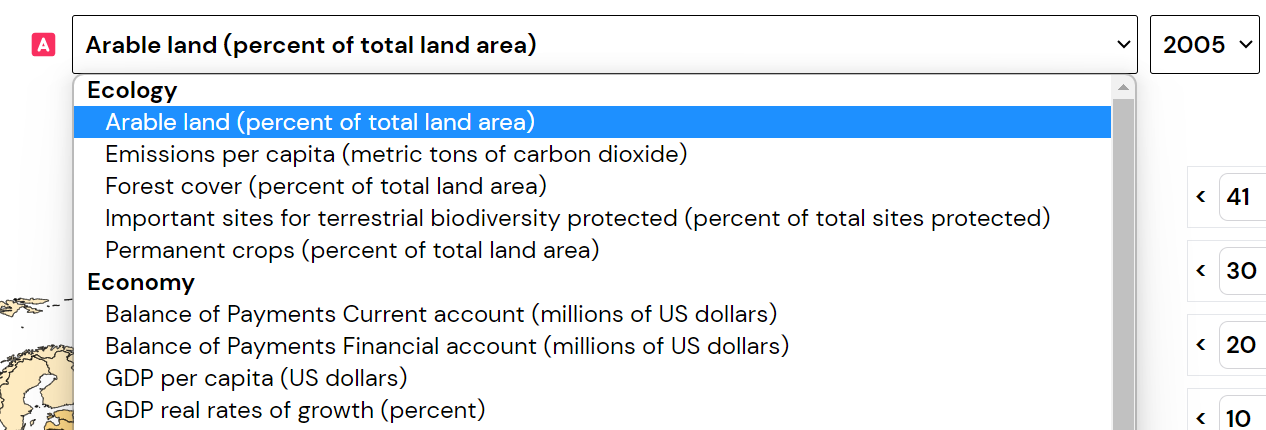 A Arable land (percent of total land area) 2005
Ecology
Arable land (percent of total land area)
Emissions per capita (metric tons of carbon dioxide)
Forest cover (percent of total land area)
Important sites for terrestrial biodiversity protected (percent of total sites protected)
Permanent crops (percent of total land area)
Economy
Balance of Payments Current account (millions of US dollars)
Balance of Payments Financial account (millions of US dollars)
GDP per capita (US dollars)
GDP real rates of growth (percent)
< 41
< 30
< 20
< 10